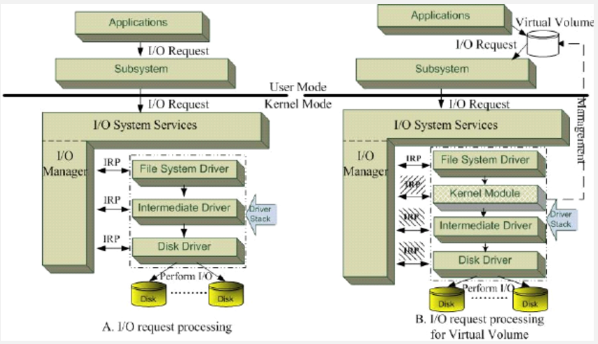 Applications
I/O Request
Subsystem
I/O Request
I/O System Services
I/O
Manager
IRP
File System Driver
IRP
Intermediate Driver
Driver
Stack
IRP
Disk Driver
Perform I/O
Disk
Disk
A. I/O request processing
User Mode
Kernel Mode
Applications
Virtual Volume
I/O Request
Subsystem
I/O Request
Management
I/O System Services
I/O
Manager
IRP
File System Driver
IRP
Kernel Module
IRP
Intermediate Driver
Driver
Stack
IRP
Disk Driver
Perform I/O
Disk
Disk
B. I/O request processing
for Virtual Volume